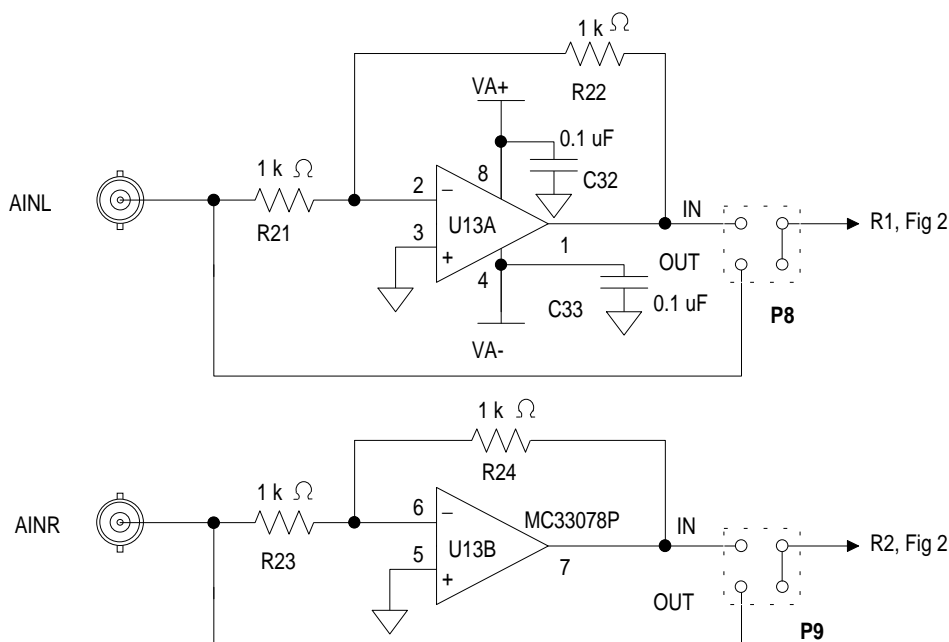 1 k Ω
R22
VA+
0.1 uF
8
C32
1 k Ω
2
AINL
U13A
IN
R1, Fig 2
R21
3
1
OUT
4
C33
0.1 uF
P8
VA-
1 k Ω
R24
1 k Ω
6
MC33078P
AINR
IN
U13B
R2, Fig 2
R23
5
7
OUT
P9